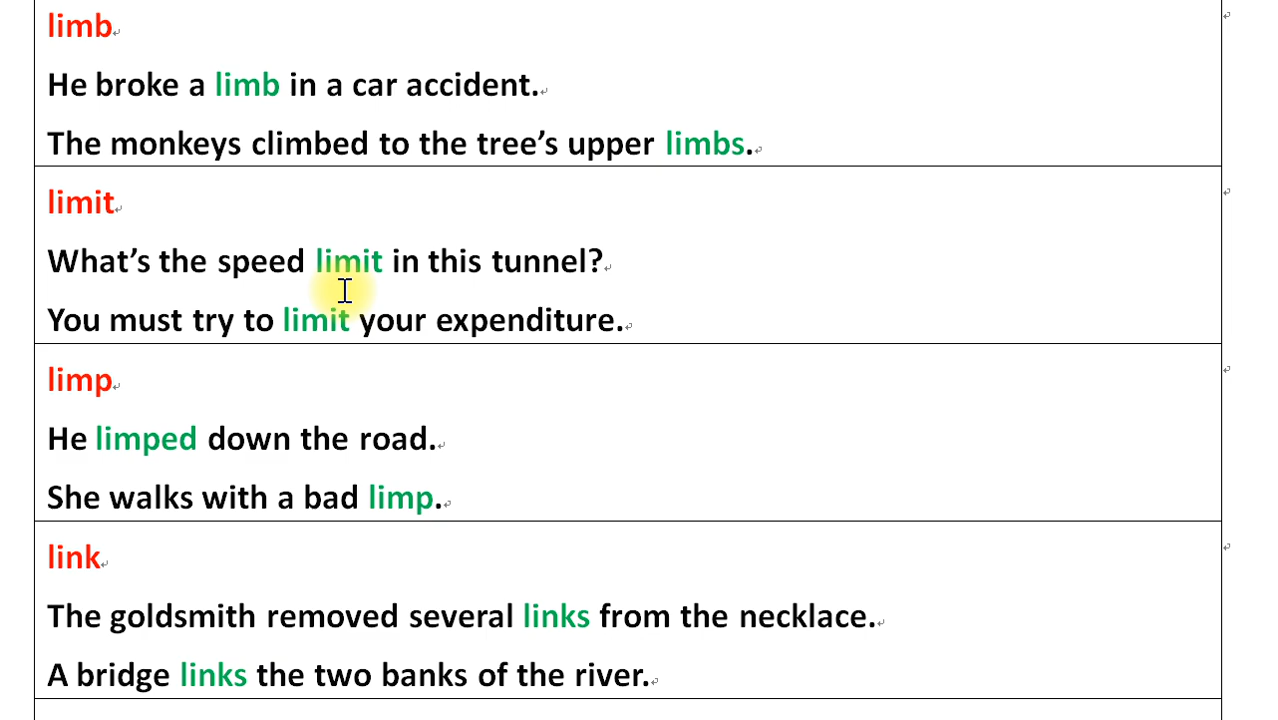 limb
He broke a limb in a car accident.
The monkeys climbed to the tree’s upper limbs.
limit
What’s the speed limit in this tunnel?
You must try to limit your expenditure.
limp
He limped down the road.
She walks with a bad limp.
link
The goldsmith removed several links from the necklace.
A bridge links the two banks of the river.